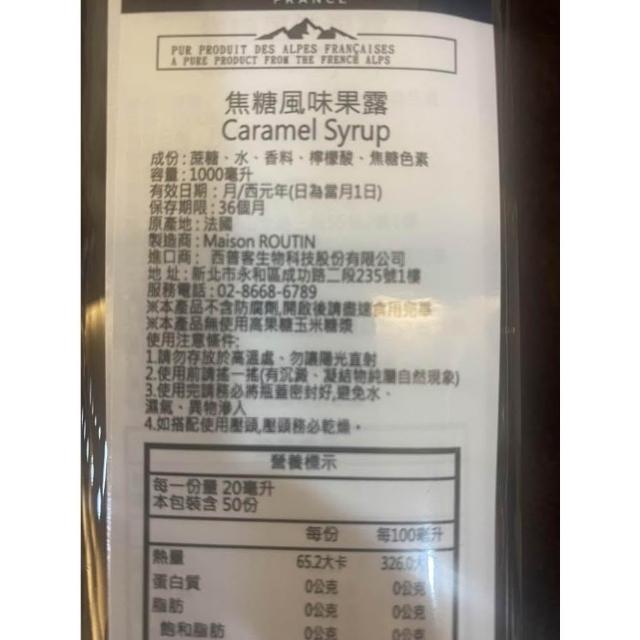 FRANCE
PUR PRODUIT DES ALPES FRANÇAISES
A PURE PRODUCT FROM THE FRENCH ALPS
焦糖風味果露
Caramel Syrup
成份:蔗糖、水、香料、檸檬酸、焦糖色素
容量:1000毫升
有效日期:月/西元年(日為當月1日)
保存期限:36個月
原產地:法國
製造商:Maison ROUTIN
進口商: 西普客生物科技股份有限公司
地 址:新北市永和區成功路二段235號1樓
服務電話:02-8668-6789
※本產品不含防腐劑,開啟後請盡速食用完畢
※本產品無使用高果糖玉米糖漿
使用注意條件:
1.請勿存放於高溫處、勿讓陽光直射
2.使用前請搖一搖(有沉澱、凝結物純屬自然現象)
3.使用完請務必將瓶蓋密封好,避免水、
濕氣、異物滲入
4.如搭配使用壓頭,壓頭務必乾燥。
營養標示
每一份量 20毫升
本包裝含 50份
每份 每100毫升
熱量 65.2大卡 326.0大
蛋白質 0公克 0公克
脂肪 0公克 0公克
飽和脂肪 0公克 0公克